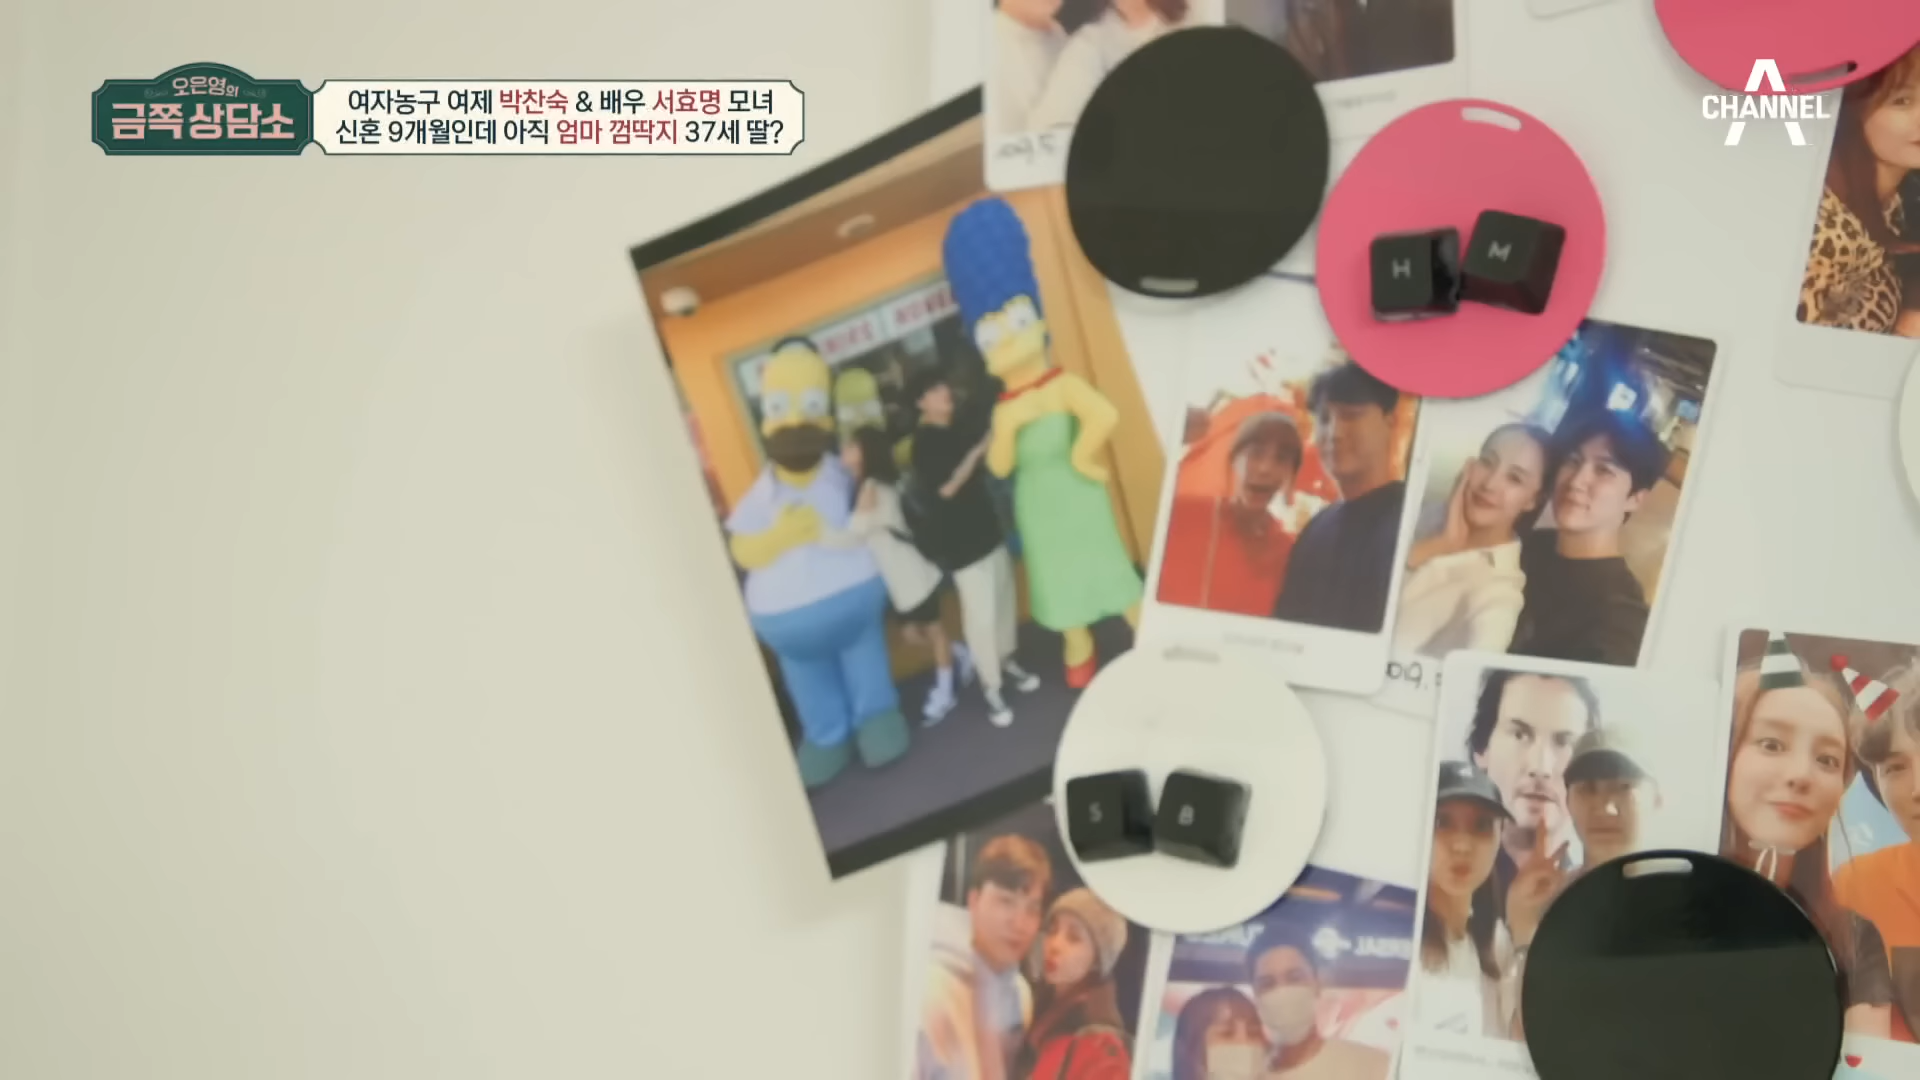 오은영의
금쪽 상담소
여자농구 여제 박찬숙 & 배우 서효명 모녀
신혼 9개월인데 아직 엄마 껌딱지 37세 딸?
CHANNEL A
H
M
S
B